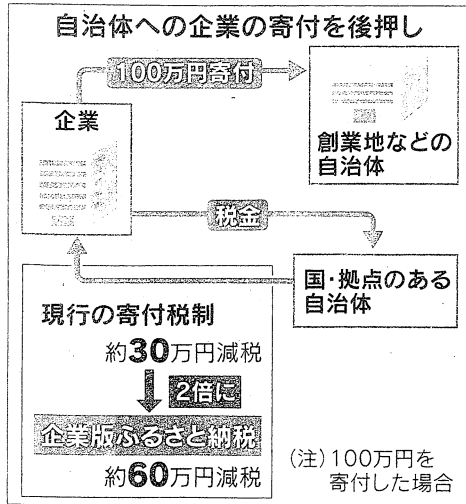 自治体への企業の寄付を後押し
100万円寄付
企業
創業地などの
自治体
税金
国・拠点のある
自治体
現行の寄付税制
約30万円減税
2倍に
企業版ふるさと納税
約60万円減税
(注)100万円を
寄付した場合